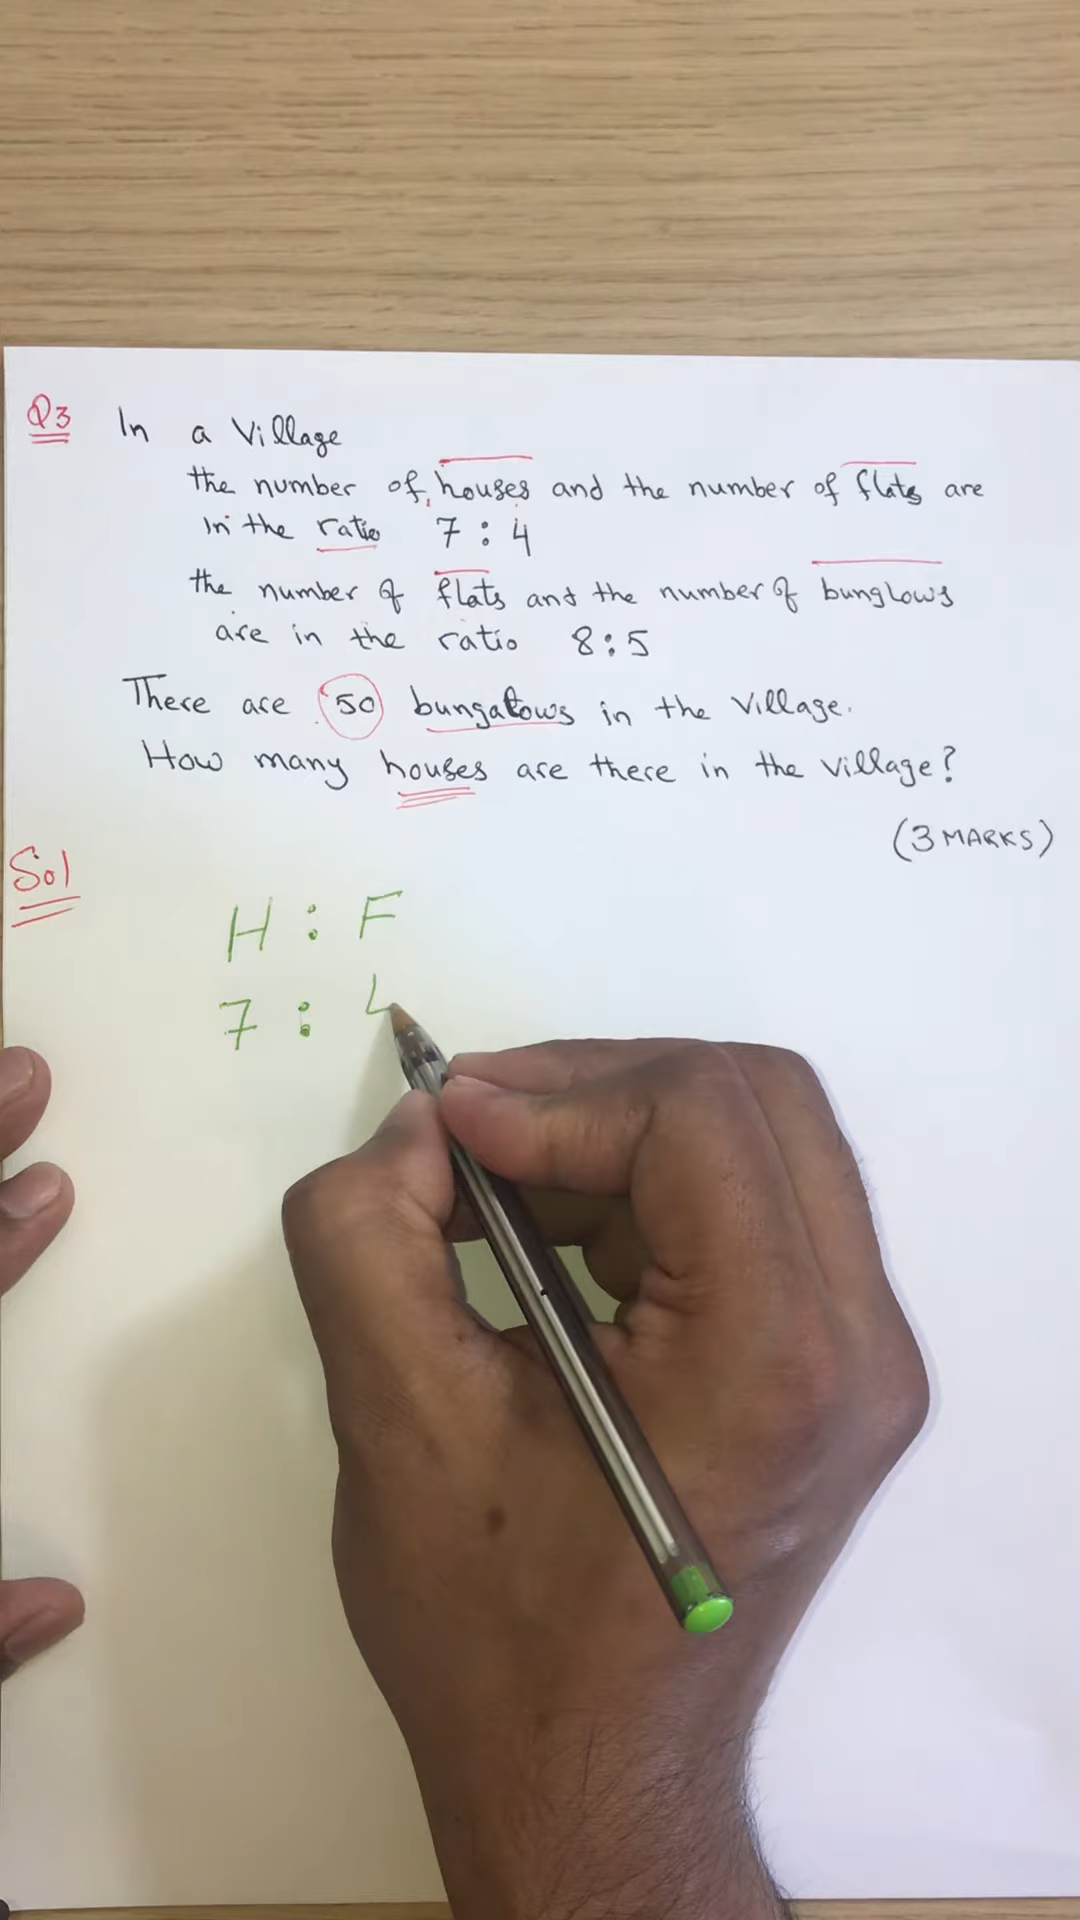 Q3 In a Village
the number of houses and the number of flats are
in the ratio 7 : 4
the number of flats and the number of bunglows
are in the ratio 8 : 5
There are 50 bungalows in the village.
How many houses are there in the village?
(3 MARKS)
Sol
H : F
7 : 4